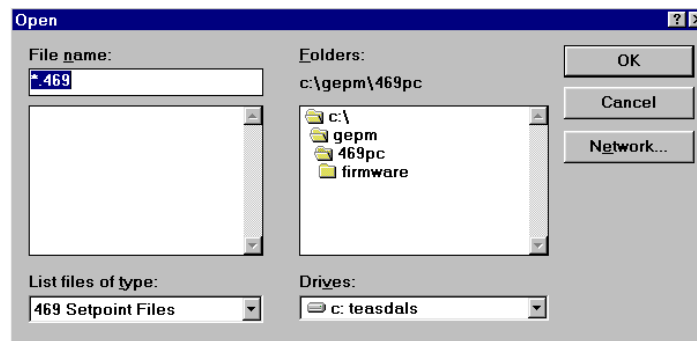 Open
File name:
*.469
Folders:
c:\gepm\469pc
c:\
gepm
469pc
firmware
OK
Cancel
Network...
List files of type:
469 Setpoint Files
Drives:
c: teasdals